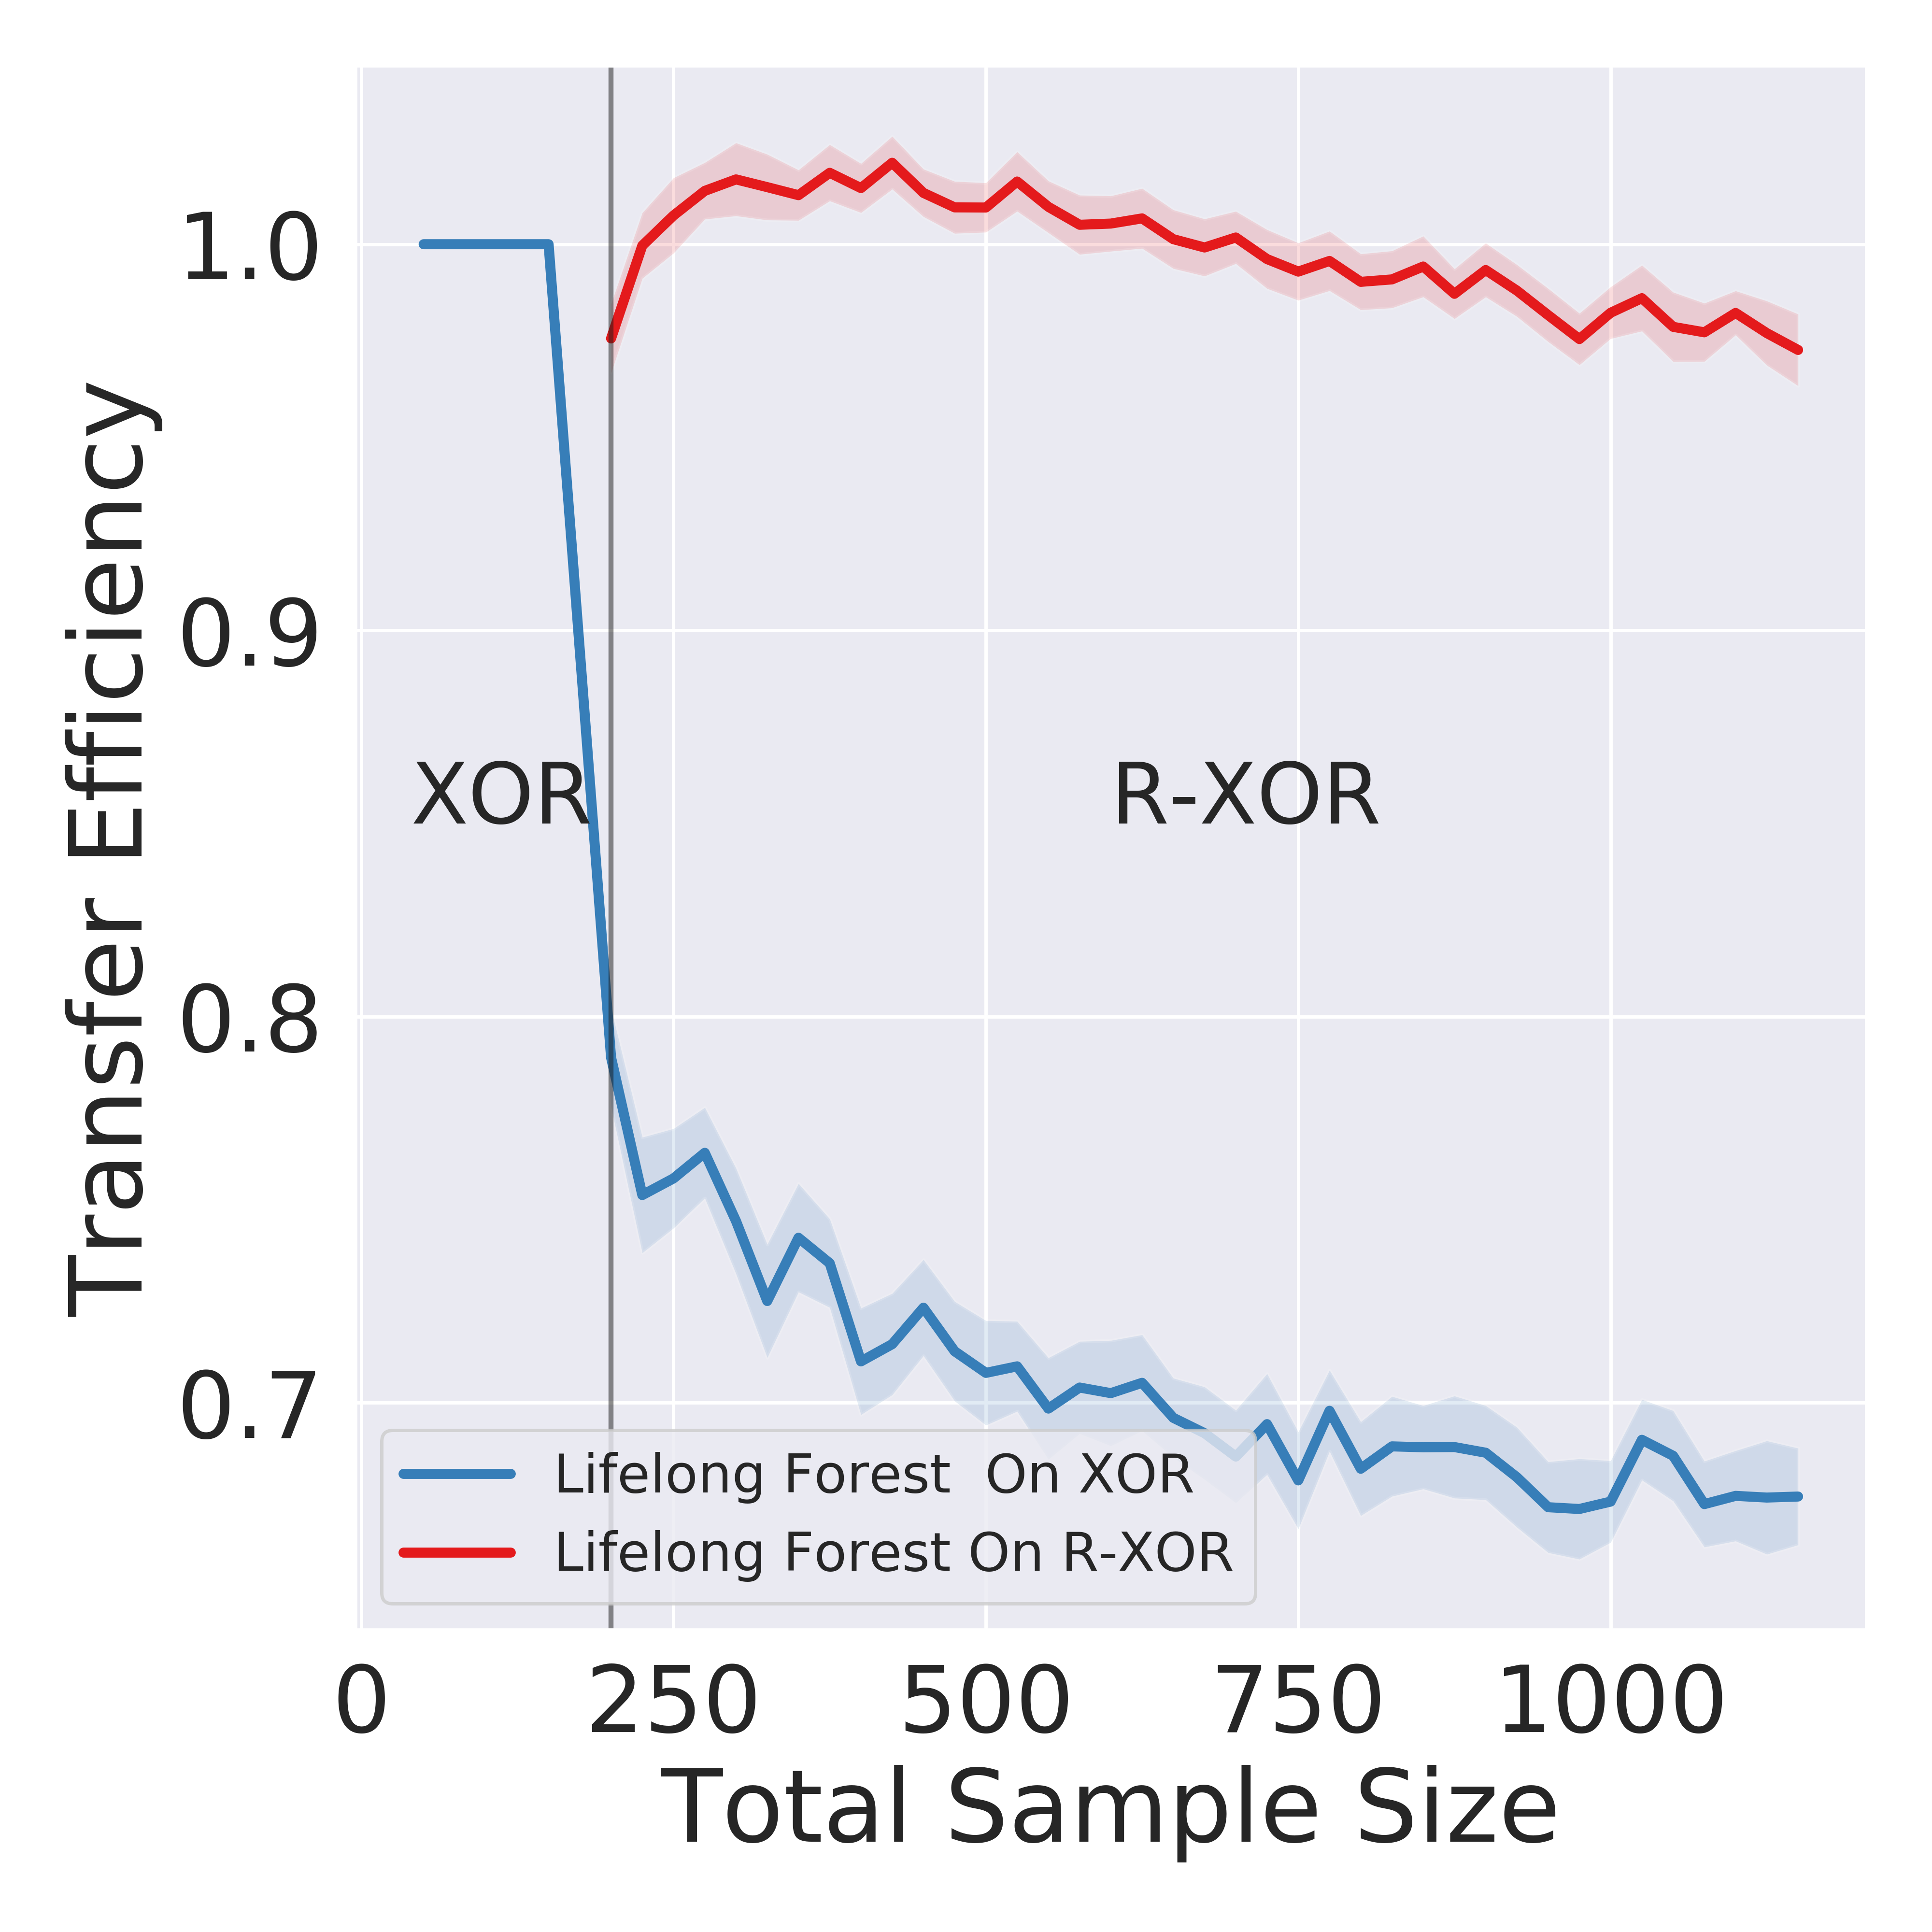 Transfer Efficiency
1.0
0.9
0.8
0.7
XOR
R-XOR
Lifelong Forest  On XOR
Lifelong Forest On R-XOR
0
250
500
750
1000
Total Sample Size